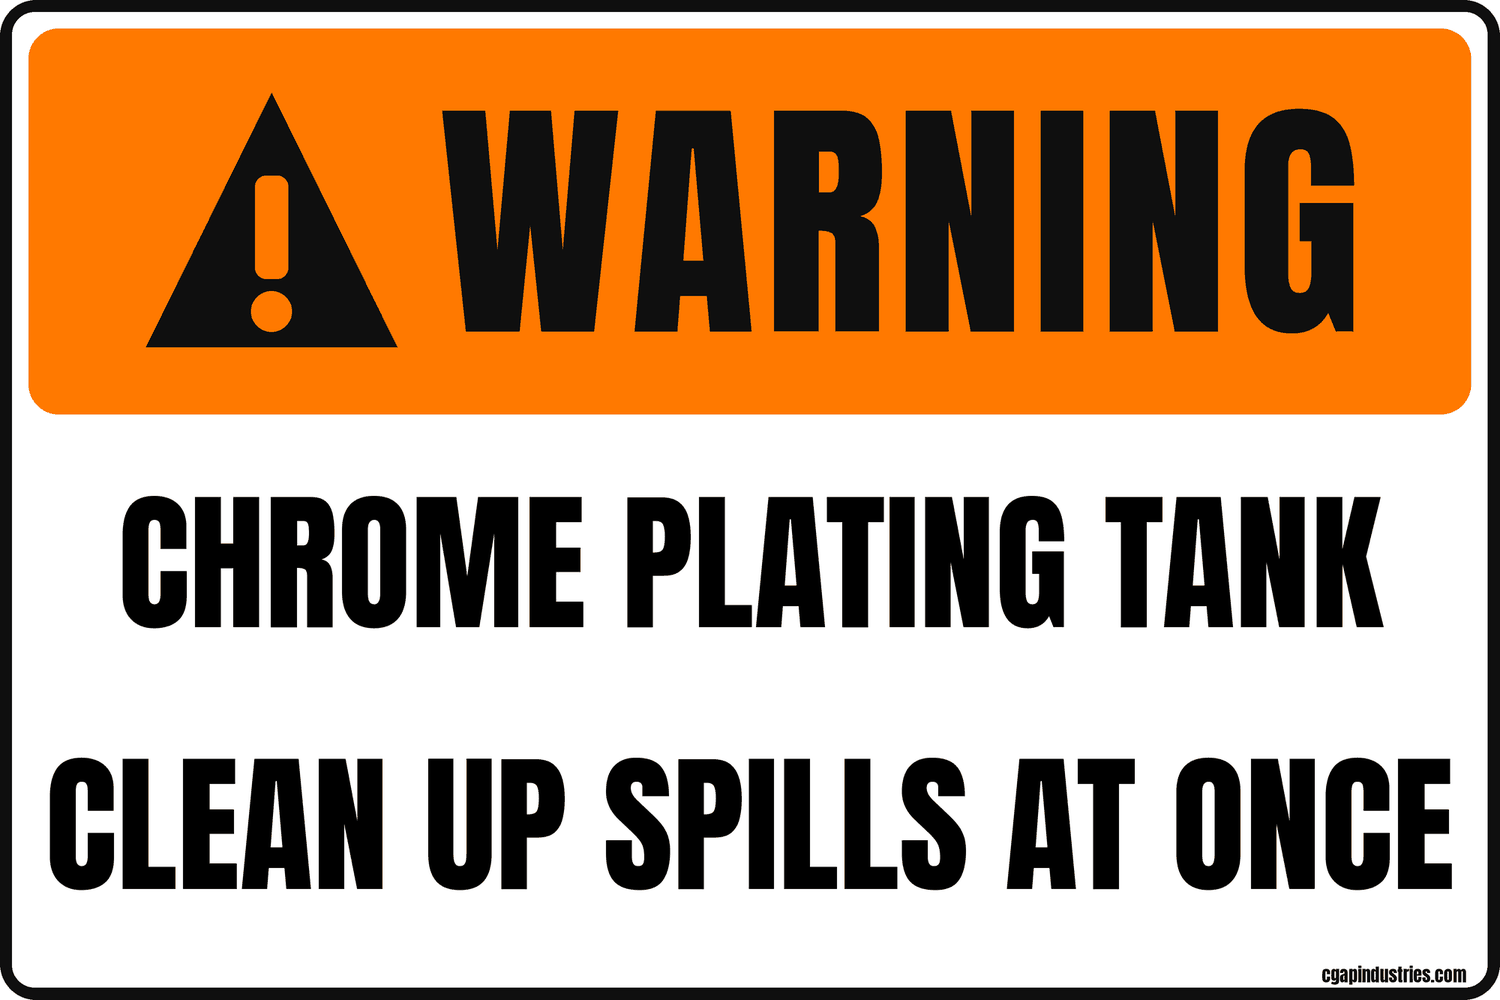 WARNING
CHROME PLATING TANK
CLEAN UP SPILLS AT ONCE
cgapindustries.com